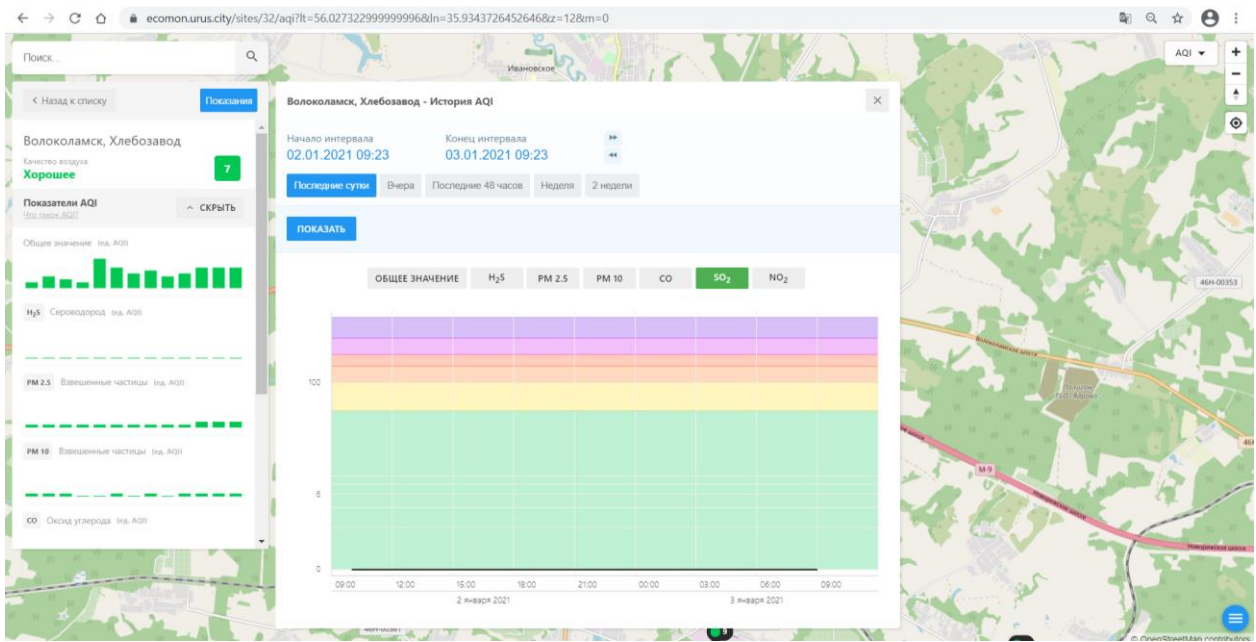 ecomon.urus.city/sites/32/aqi?lt=56.027322999999996&ln=35.9343726452646&z=12&m=0
Поиск...
Ивановское
AQI
+
−
< Назад к списку
Показания
Волоколамск, Хлебозавод
Качество воздуха
Хорошее
7
Показатели AQI
Что такое AQI?
СКРЫТЬ
Общее значение (ед. AQI)
H₂S Сероводород (ед. AQI)
PM 2.5 Взвешенные частицы (ед. AQI)
PM 10 Взвешенные частицы (ед. AQI)
CO Оксид углерода (ед. AQI)
Волоколамск, Хлебозавод - История AQI
Начало интервала
02.01.2021 09:23
Конец интервала
03.01.2021 09:23
Последние сутки Вчера Последние 48 часов Неделя 2 недели
ПОКАЗАТЬ
ОБЩЕЕ ЗНАЧЕНИЕ H₂S PM 2.5 PM 10 CO SO₂ NO₂
100
6
0
09:00 12:00 15:00 18:00 21:00 00:00 03:00 06:00 09:00
2 января 2021 3 января 2021
46Н-00353
Волоколамское шоссе
М-9
Новорижское шоссе
9
© OpenStreetMap contributors